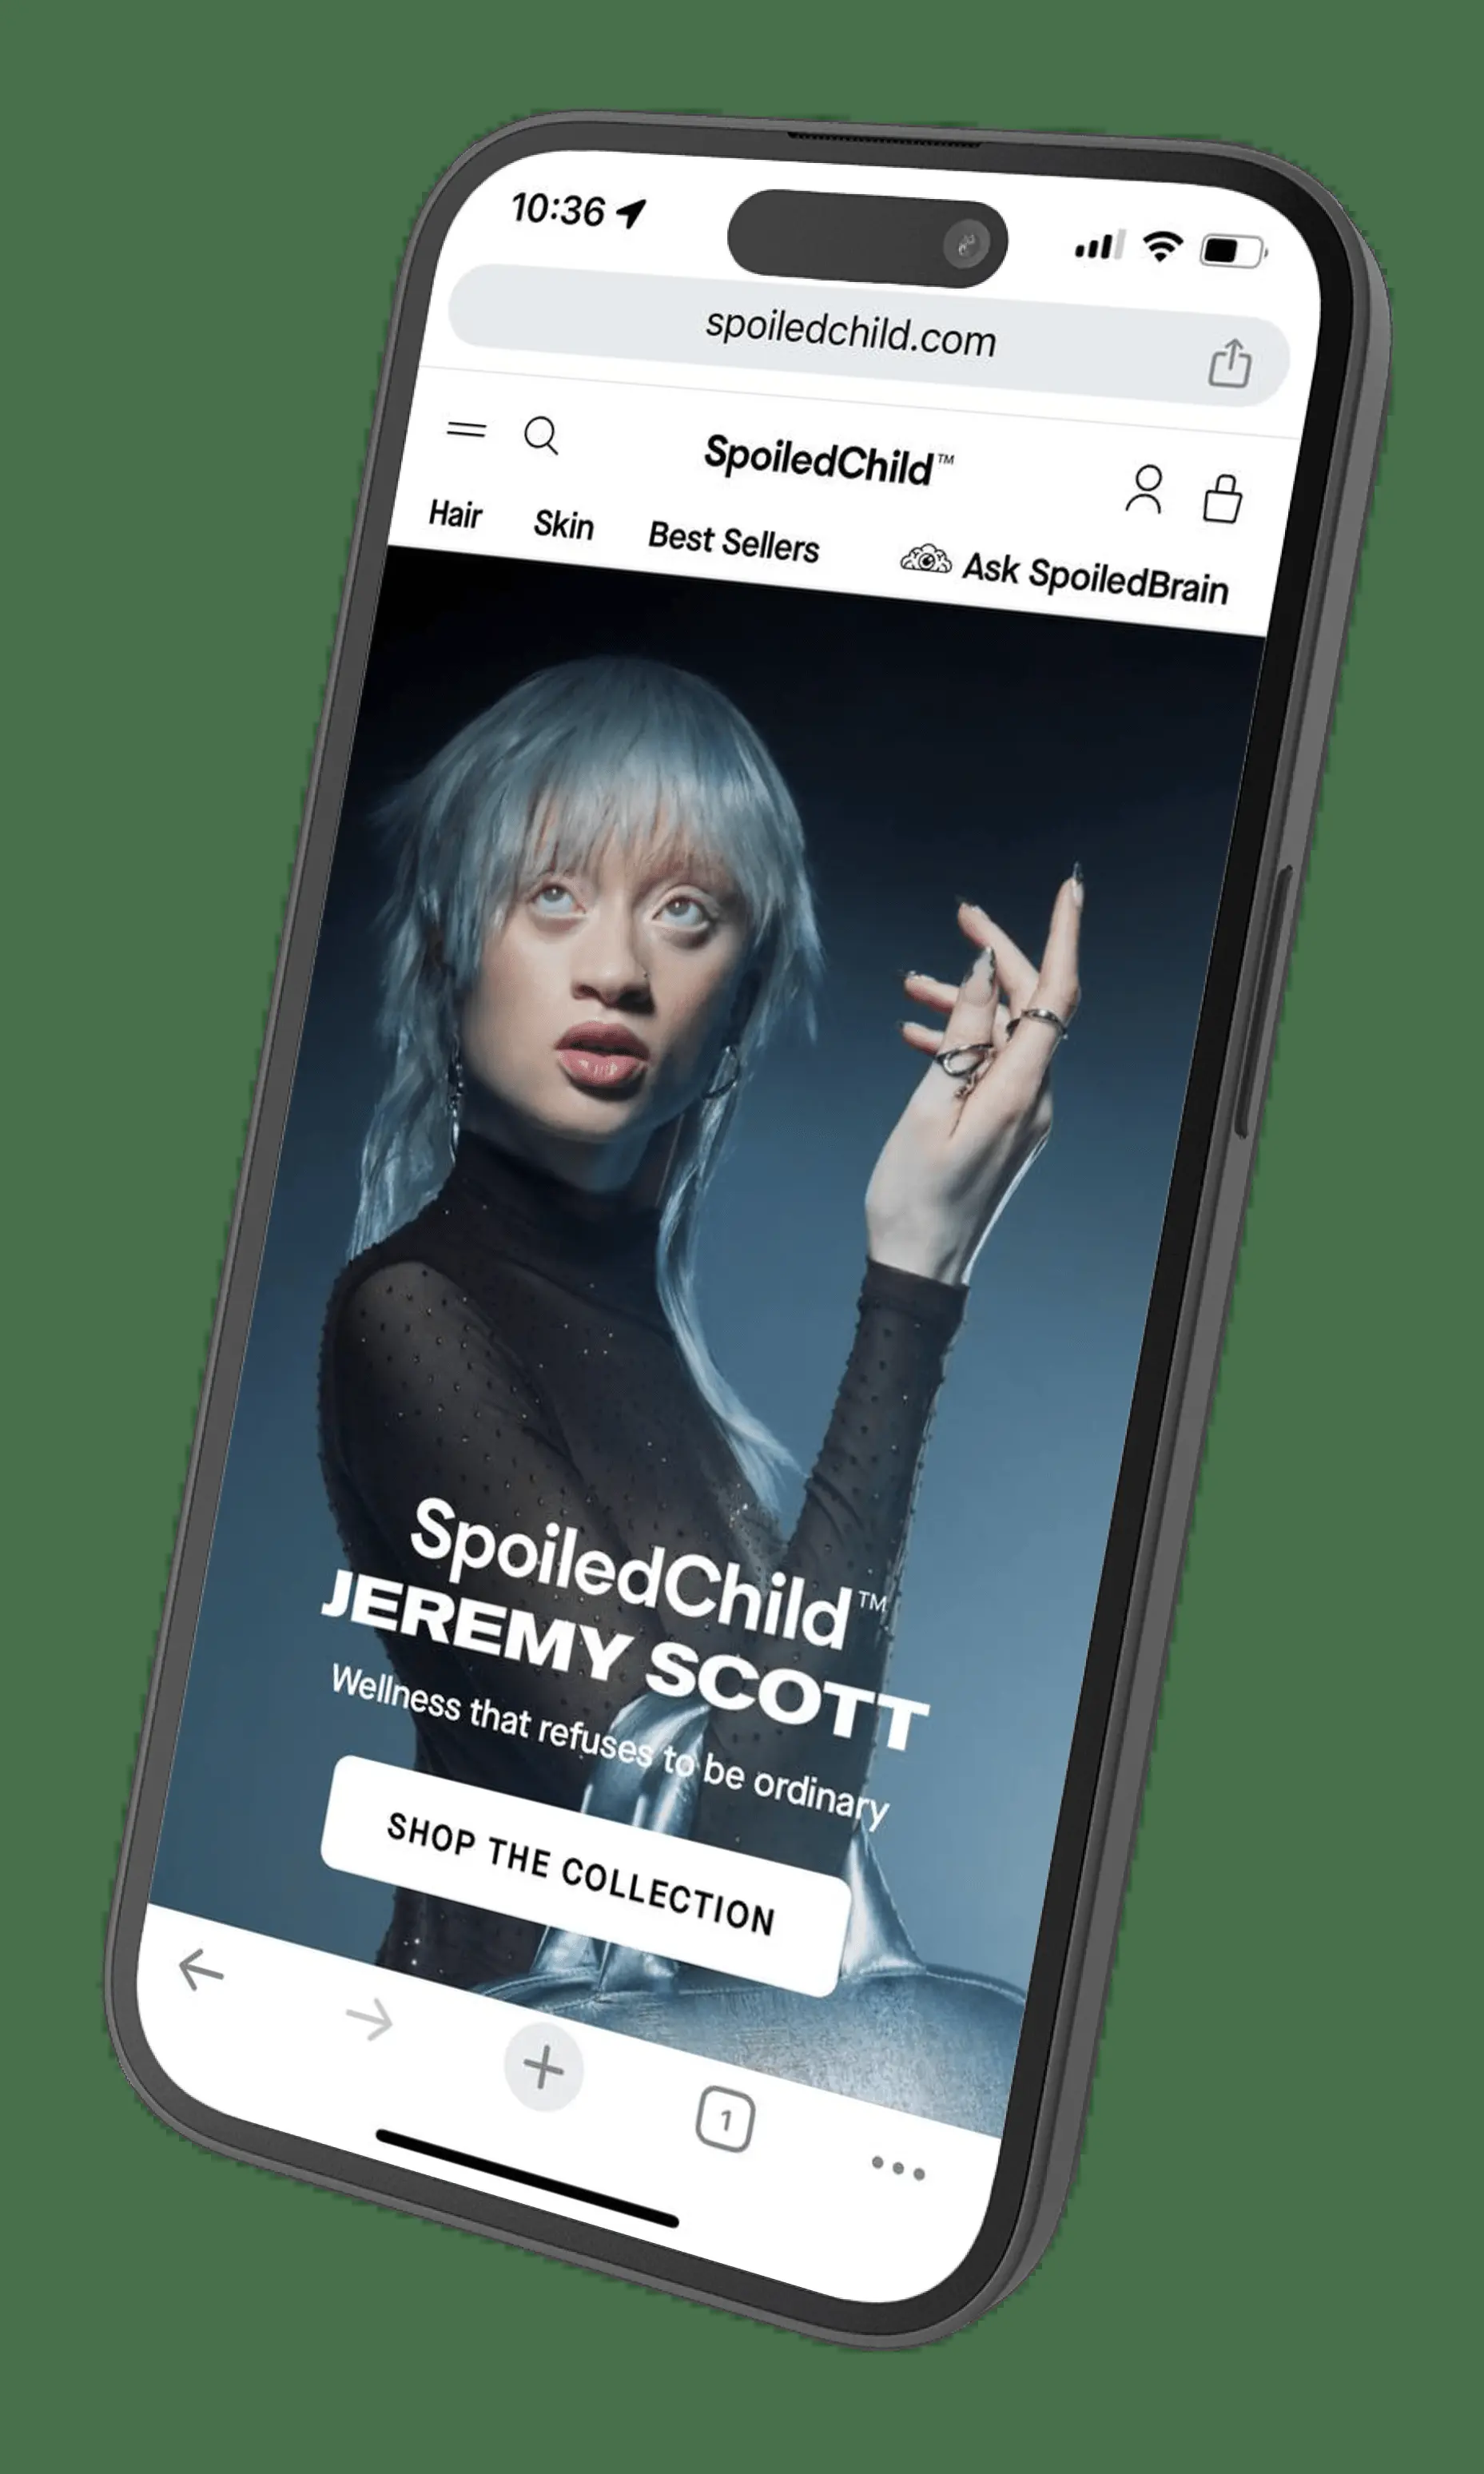 10:36
spoiledchild.com
SpoiledChild™
Hair Skin Best Sellers Ask SpoiledBrain
SpoiledChild™
JEREMY SCOTT
Wellness that refuses to be ordinary
SHOP THE COLLECTION
1